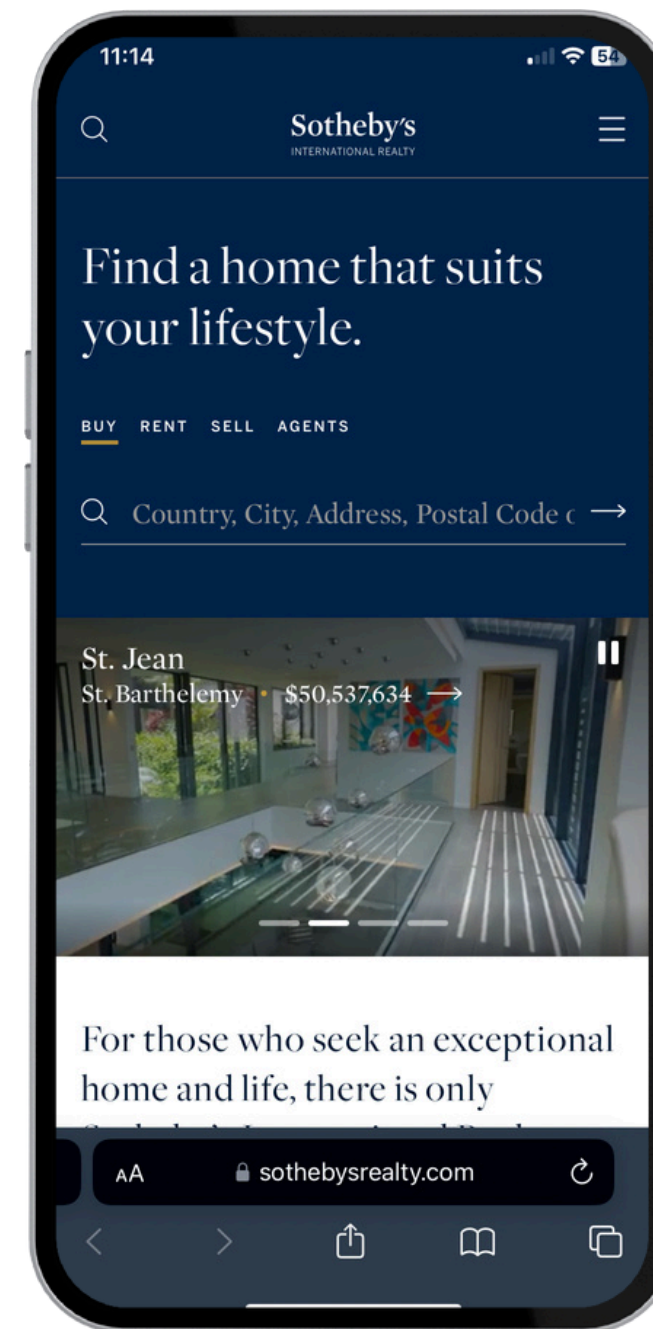 11:14
54
Sotheby's
INTERNATIONAL REALTY
Find a home that suits
your lifestyle.
BUY RENT SELL AGENTS
Country, City, Address, Postal Code
St. Jean
St. Barthelemy • $50,537,634 →
For those who seek an exceptional
home and life, there is only
AA sothebysrealty.com